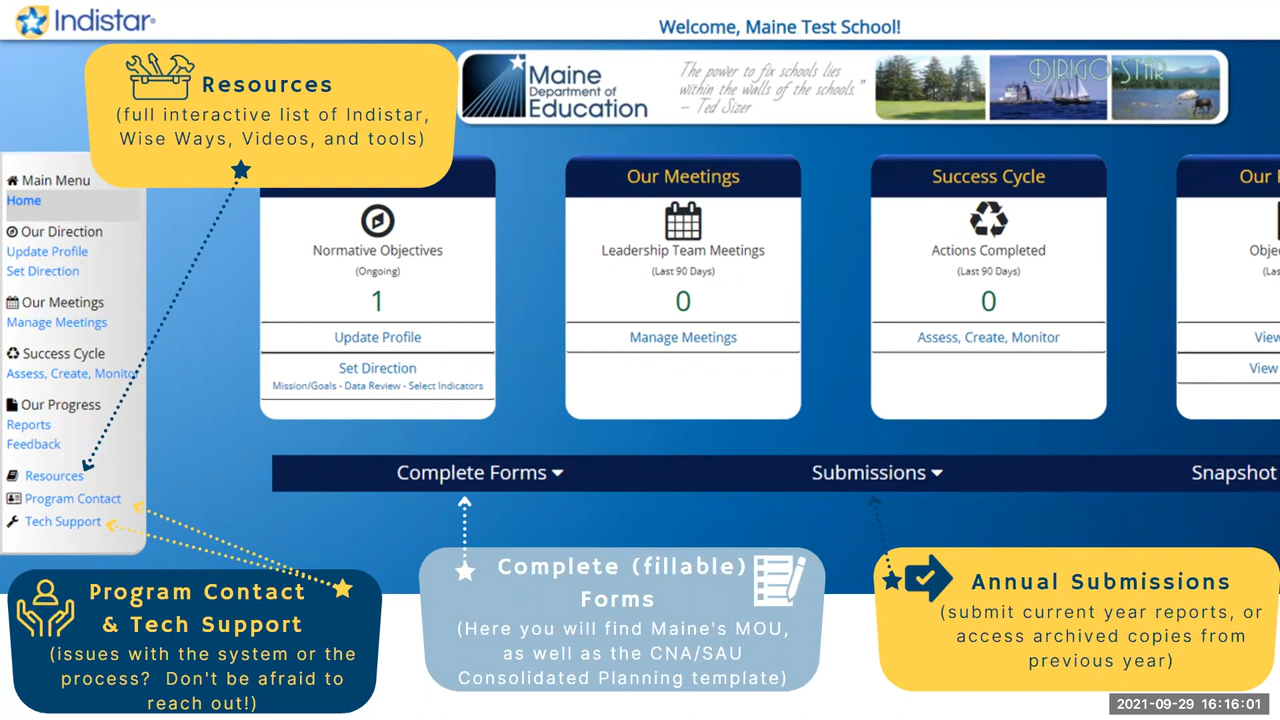 Indistar®
Welcome, Maine Test School!
Resources
(full interactive list of Indistar,
Wise Ways, Videos, and tools)
Maine
Department of
Education
The power to fix schools lies
within the walls of the schools."
– Ted Sizer
DIRIGO-STAR
Main Menu
Home
Our Direction
Update Profile
Set Direction
Our Meetings
Manage Meetings
Success Cycle
Assess, Create, Monitor
Our Progress
Reports
Feedback
Resources
Program Contact
Tech Support
Normative Objectives
(Ongoing)
1
Update Profile
Set Direction
Mission/Goals - Data Review - Select Indicators
Our Meetings
Leadership Team Meetings
(Last 90 Days)
0
Manage Meetings
Success Cycle
Actions Completed
(Last 90 Days)
0
Assess, Create, Monitor
Our
Obje
(La
View
View
Complete Forms
Submissions
Snapshot
Program Contact
& Tech Support
(issues with the system or the
process? Don't be afraid to
reach out!)
Complete (fillable)
Forms
(Here you will find Maine's MOU,
as well as the CNA/SAU
Consolidated Planning template)
Annual Submissions
(submit current year reports, or
access archived copies from
previous year)
2021-09-29 16:16:01